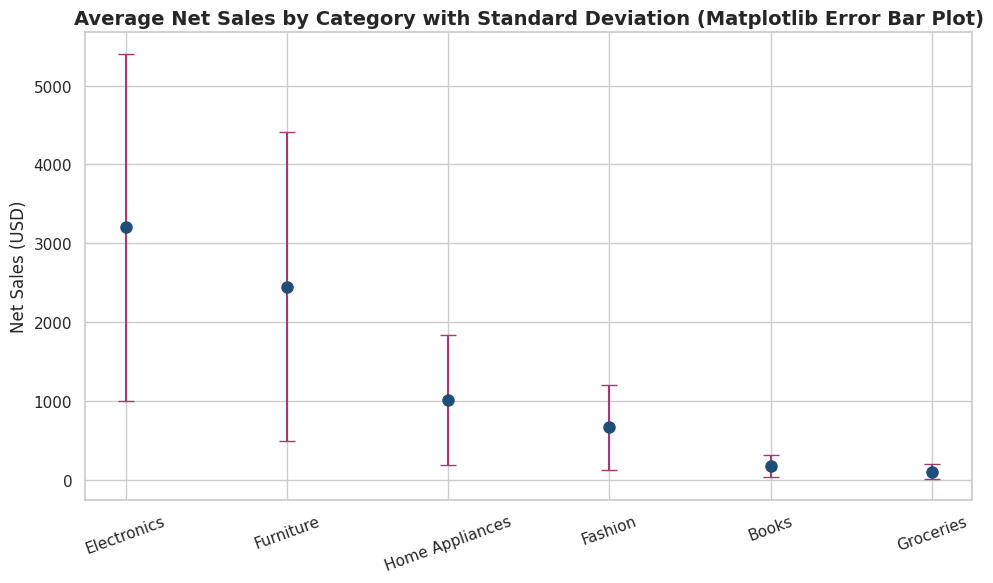 Average Net Sales by Category with Standard Deviation (Matplotlib Error Bar Plot)
Net Sales (USD)
5000
4000
3000
2000
1000
0
Electronics
Furniture
Home Appliances
Fashion
Books
Groceries